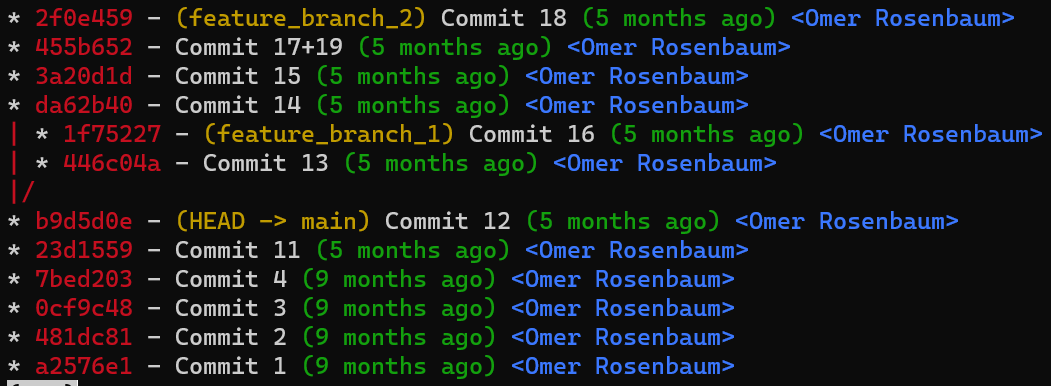 * 2f0e459 - (feature_branch_2) Commit 18 (5 months ago) <Omer Rosenbaum>
* 455b652 - Commit 17+19 (5 months ago) <Omer Rosenbaum>
* 3a20d1d - Commit 15 (5 months ago) <Omer Rosenbaum>
* da62b40 - Commit 14 (5 months ago) <Omer Rosenbaum>
| * 1f75227 - (feature_branch_1) Commit 16 (5 months ago) <Omer Rosenbaum>
| * 446c04a - Commit 13 (5 months ago) <Omer Rosenbaum>
|/
* b9d5d0e - (HEAD -> main) Commit 12 (5 months ago) <Omer Rosenbaum>
* 23d1559 - Commit 11 (5 months ago) <Omer Rosenbaum>
* 7bed203 - Commit 4 (9 months ago) <Omer Rosenbaum>
* 0cf9c48 - Commit 3 (9 months ago) <Omer Rosenbaum>
* 481dc81 - Commit 2 (9 months ago) <Omer Rosenbaum>
* a2576e1 - Commit 1 (9 months ago) <Omer Rosenbaum>